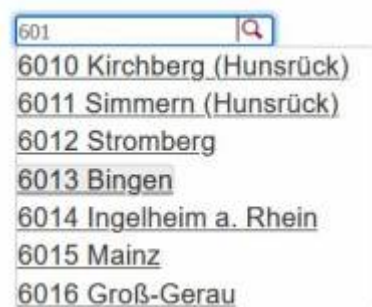 601
6010 Kirchberg (Hunsrück)
6011 Simmern (Hunsrück)
6012 Stromberg
6013 Bingen
6014 Ingelheim a. Rhein
6015 Mainz
6016 Groß-Gerau